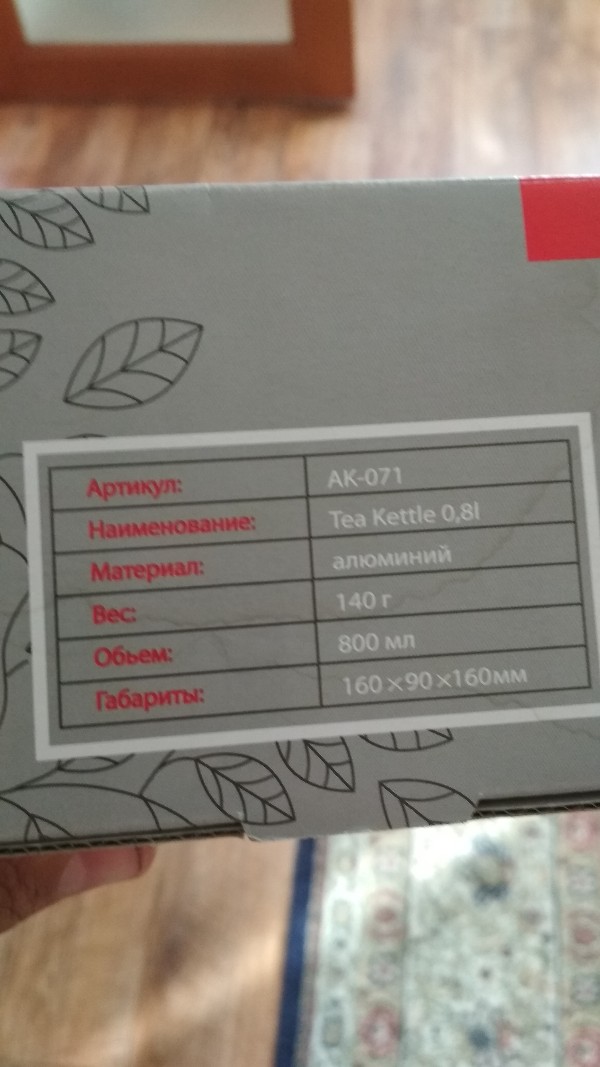 Артикул: AK-071
Наименование: Tea Kettle 0,8l
Материал: алюминий
Вес: 140 г
Обьем: 800 мл
Габариты: 160×90×160мм